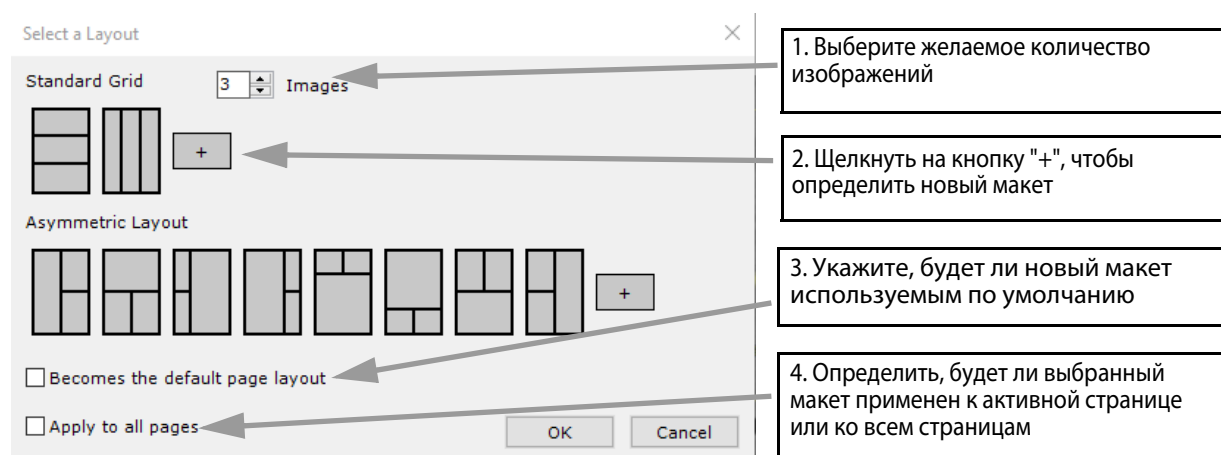 Select a Layout
Standard Grid
3 Images
+
Asymmetric Layout
+
Becomes the default page layout
Apply to all pages
OK
Cancel
1. Выберите желаемое количество
изображений
2. Щелкнуть на кнопку "+", чтобы
определить новый макет
3. Укажите, будет ли новый макет
используемым по умолчанию
4. Определить, будет ли выбранный
макет применен к активной странице
или ко всем страницам